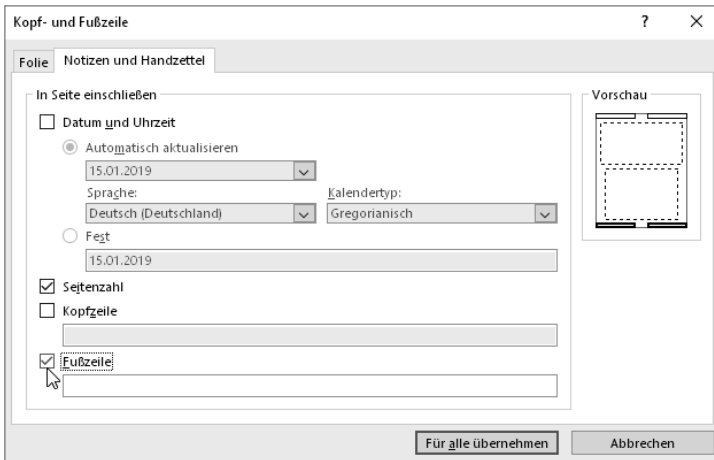 Kopf- und Fußzeile ? ×
Folie Notizen und Handzettel
In Seite einschließen Vorschau
Datum und Uhrzeit
Automatisch aktualisieren
15.01.2019
Sprache: Kalendertyp:
Deutsch (Deutschland) Gregorianisch
Fest
15.01.2019
Seitenzahl
Kopfzeile
Fußzeile
Für alle übernehmen Abbrechen